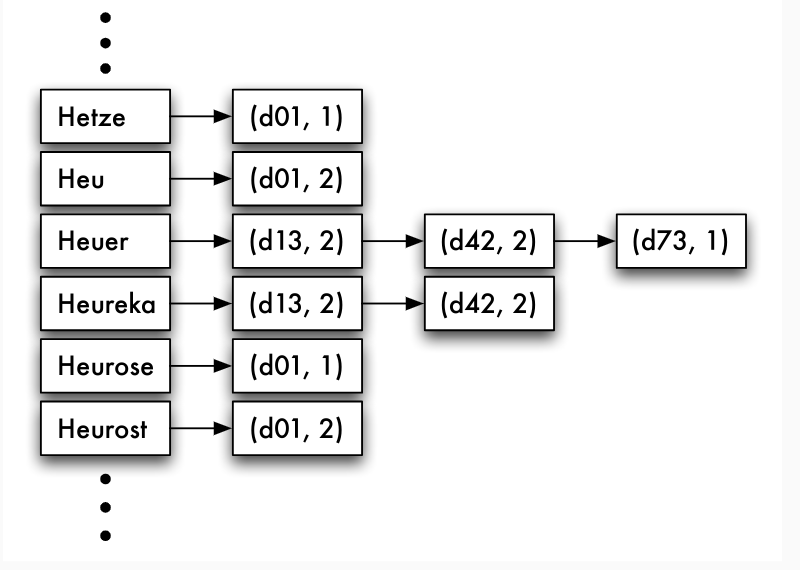 Hetze (d01, 1)
Heu (d01, 2)
Heuer (d13, 2) (d42, 2) (d73, 1)
Heureka (d13, 2) (d42, 2)
Heurose (d01, 1)
Heurost (d01, 2)